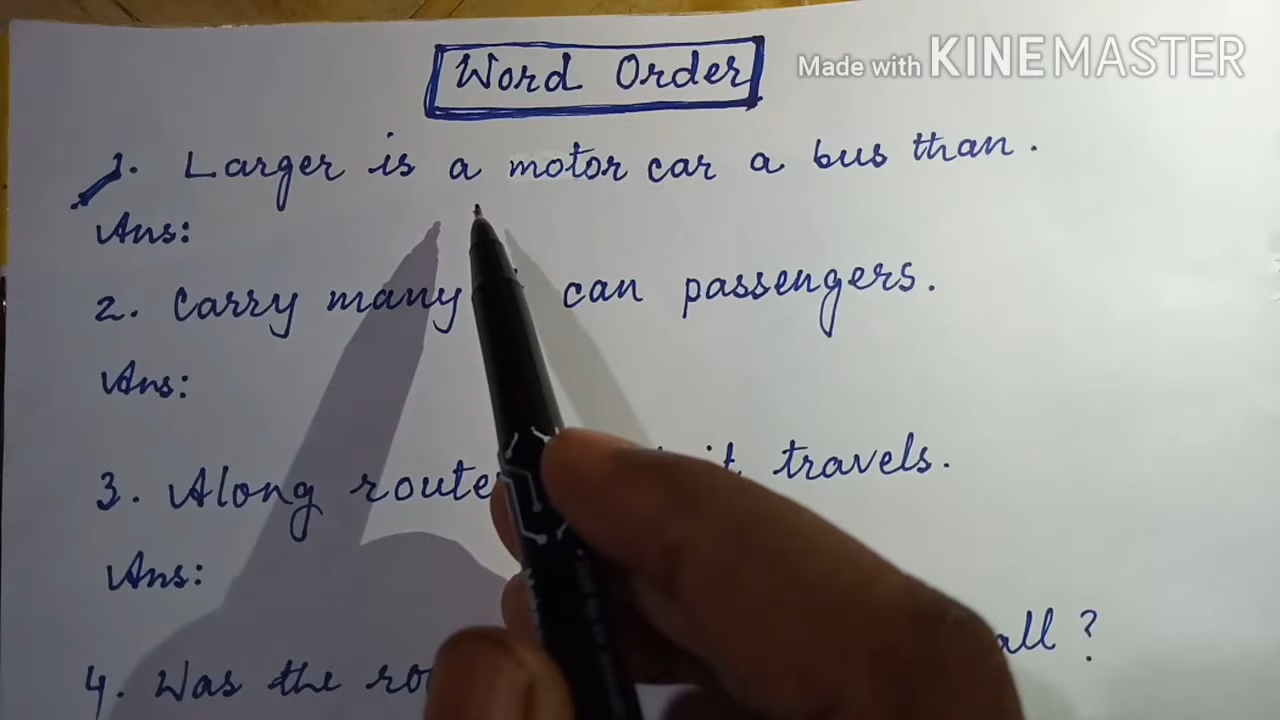 Made with KINEMASTER
Word Order
1. Larger is a motor car a bus than.
Ans:
2. Carry many can passengers.
Ans:
3. Along route it travels.
Ans:
4. Was the all?